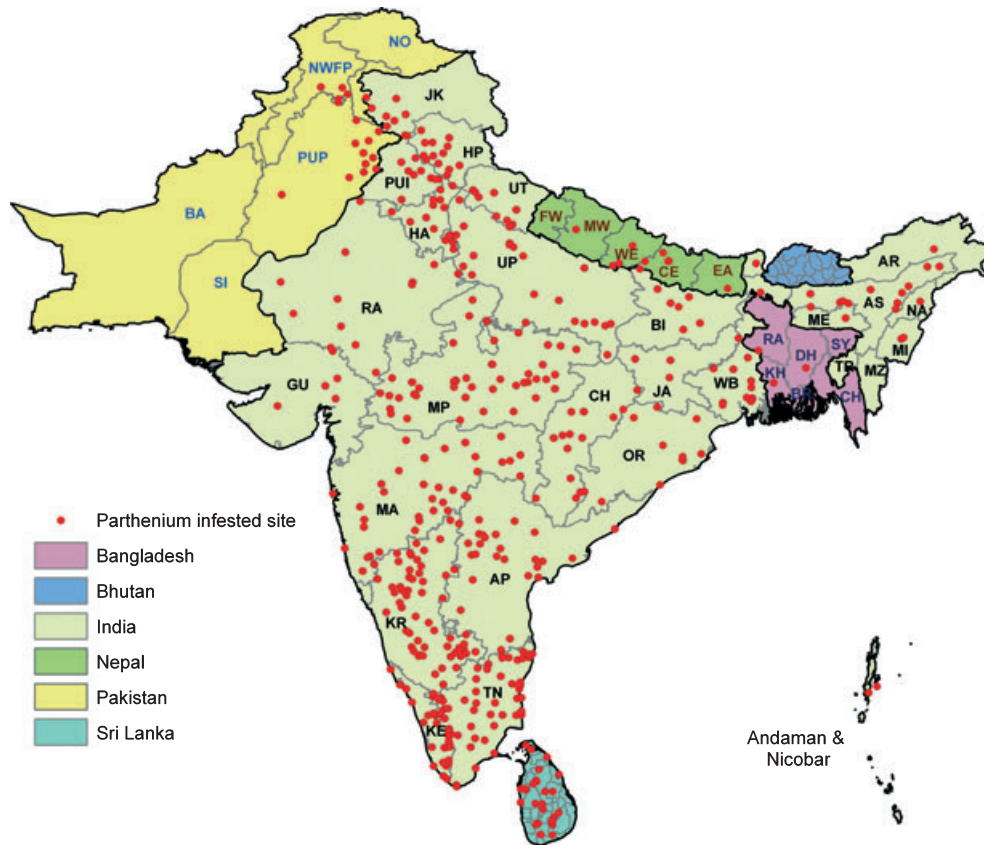 NO
NWFP
JK
HP
PUP
PUI
UT
BA
HA
FW
MW
WE
CE
EA
UP
AR
SI
RA
AS
NA
ME
BI
RA
SY
DH
MI
GU
KH
TR
MZ
MP
CH
JA
WB
BR
CH
OR
MA
AP
KR
TN
KE
Parthenium infested site
Bangladesh
Bhutan
India
Nepal
Pakistan
Sri Lanka
Andaman &
Nicobar